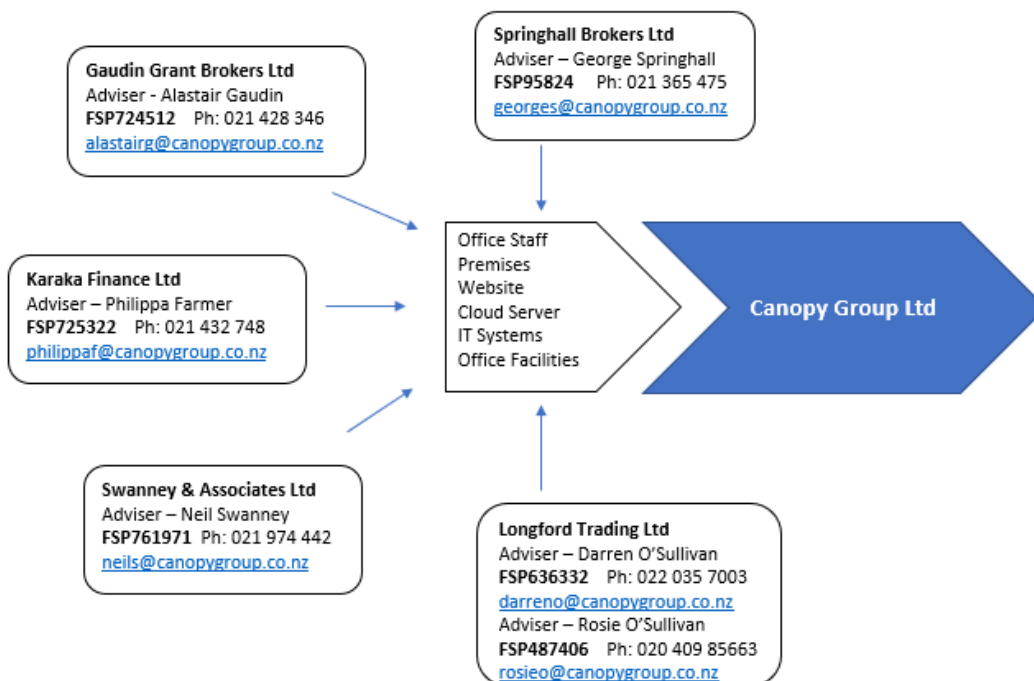 Springhall Brokers Ltd
Adviser – George Springhall
FSP95824 Ph: 021 365 475
georges@canopygroup.co.nz
Gaudin Grant Brokers Ltd
Adviser - Alastair Gaudin
FSP724512 Ph: 021 428 346
alastairg@canopygroup.co.nz
Karaka Finance Ltd
Adviser – Philippa Farmer
FSP725322 Ph: 021 432 748
philippaf@canopygroup.co.nz
Office Staff
Premises
Website
Cloud Server
IT Systems
Office Facilities
Canopy Group Ltd
Swanney & Associates Ltd
Adviser – Neil Swanney
FSP761971 Ph: 021 974 442
neils@canopygroup.co.nz
Longford Trading Ltd
Adviser – Darren O’Sullivan
FSP636332 Ph: 022 035 7003
darreno@canopygroup.co.nz
Adviser – Rosie O’Sullivan
FSP487406 Ph: 020 409 85663
rosieo@canopygroup.co.nz